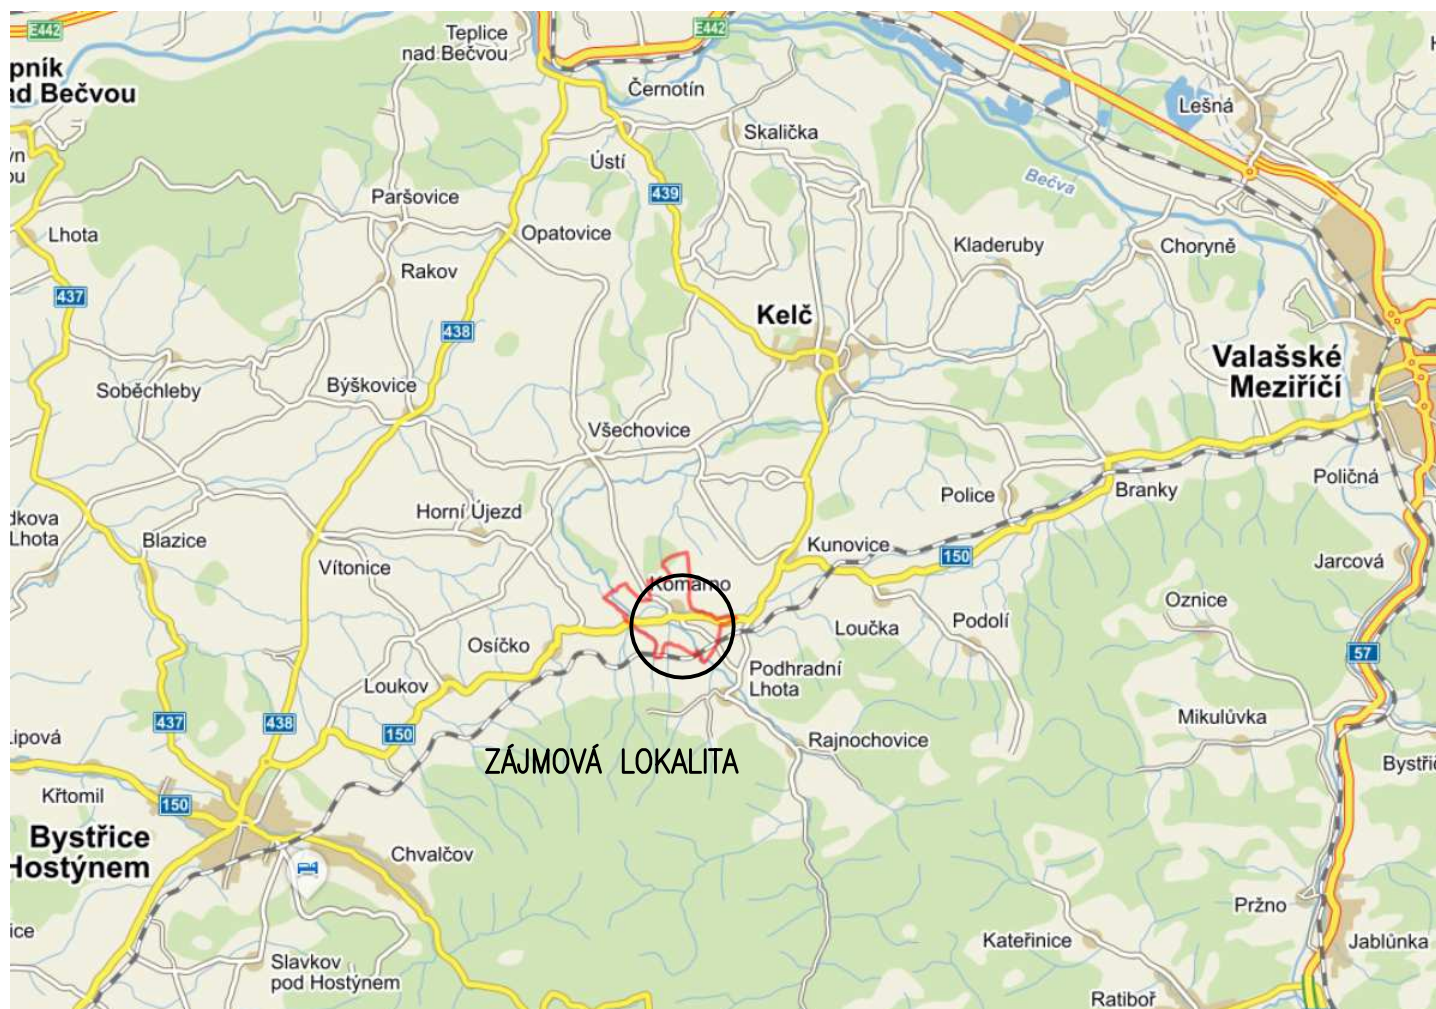 E442
E442
Teplice
nad Bečvou
pník
ad Bečvou
Černotín
Lešná
Skalička
Ústí
Bečva
439
Paršovice
Lhota
Opatovice
Kladeruby
Choryně
Rakov
437
Kelč
438
Valašské
Meziříčí
Soběchleby
Býškovice
Všechovice
Poličná
Police
Branky
Horní Újezd
dkova
Lhota
Blazice
Kunovice
150
Jarcová
Vítonice
Komárno
Oznice
Podolí
Loučka
Osíčko
57
Podhradní
Lhota
Loukov
Mikulůvka
437
438
150
Lipová
Rajnochovice
ZÁJMOVÁ LOKALITA
Bystři
Křtomil
150
Bystřice
Hostýnem
Chvalčov
Pržno
ice
Kateřinice
Jablůnka
Slavkov
pod Hostýnem
Ratiboř